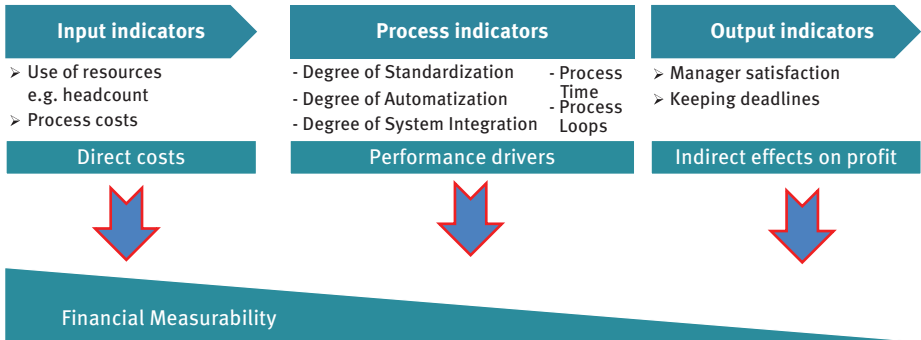 Input indicators
➢ Use of resources
e.g. headcount
➢ Process costs
Direct costs
Process indicators
- Degree of Standardization
- Degree of Automatization
- Degree of System Integration
- Process
Time
- Process
Loops
Performance drivers
Output indicators
➢ Manager satisfaction
➢ Keeping deadlines
Indirect effects on profit
Financial Measurability